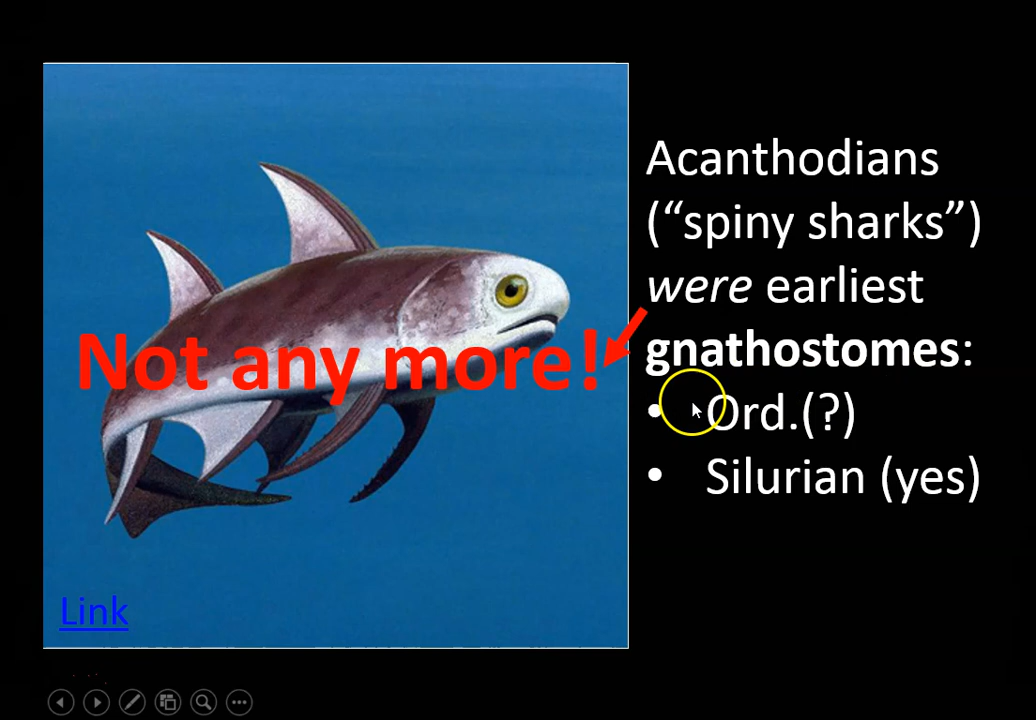 Acanthodians
(“spiny sharks”)
were earliest
gnathostomes:
• Ord.(?)
• Silurian (yes)
Not any more!
Link